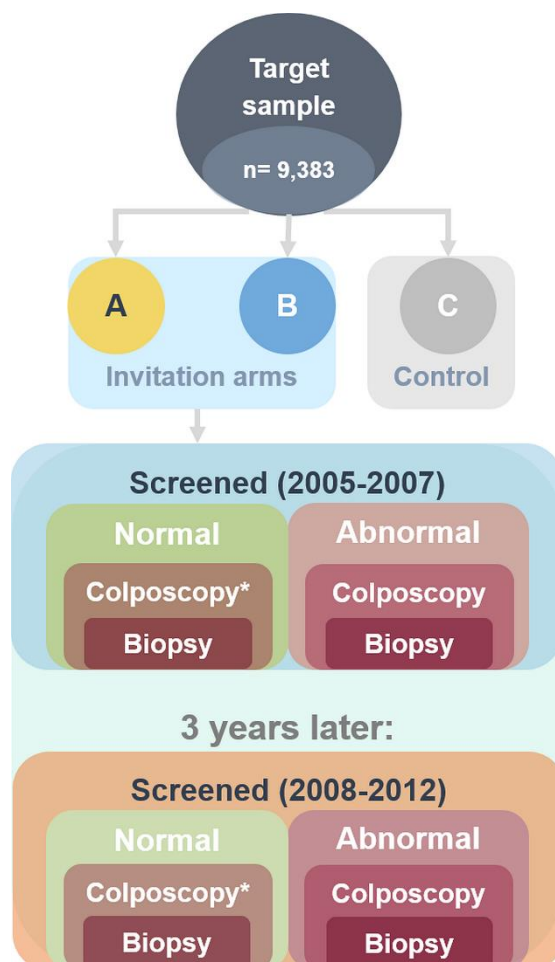 Target
sample
n= 9,383
A
B
C
Invitation arms
Control
Screened (2005-2007)
Normal
Abnormal
Colposcopy*
Colposcopy
Biopsy
Biopsy
3 years later:
Screened (2008-2012)
Normal
Abnormal
Colposcopy*
Colposcopy
Biopsy
Biopsy